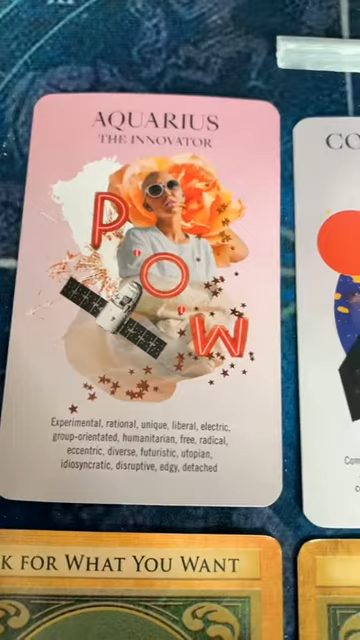 AQUARIUS
THE INNOVATOR
POW
Experimental, rational, unique, liberal, electric,
group-orientated, humanitarian, free, radical,
eccentric, diverse, futuristic, utopian,
idiosyncratic, disruptive, edgy, detached
CO
Com
c
K FOR WHAT YOU WANT